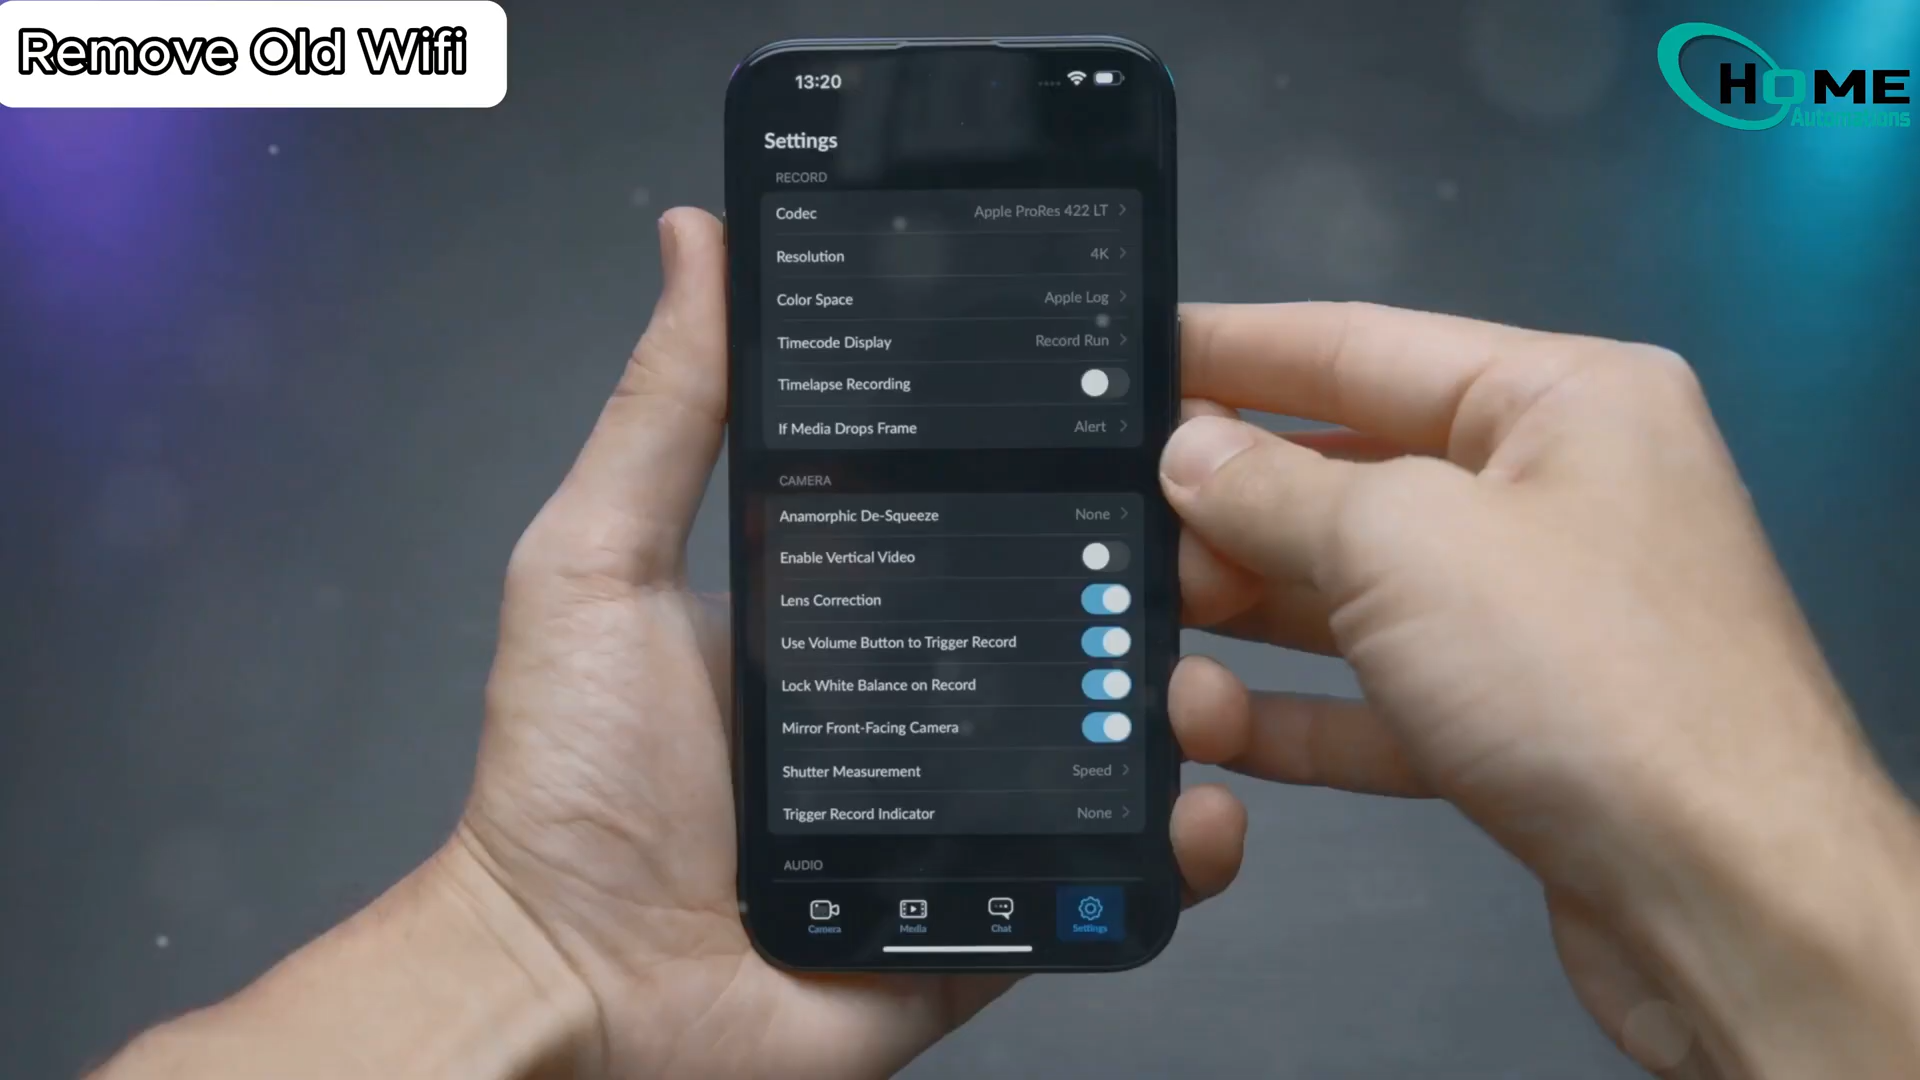 Remove Old Wifi
HOME
Automations
13:20
Settings
RECORD
Codec Apple ProRes 422 LT
Resolution 4K
Color Space Apple Log
Timecode Display Record Run
Timelapse Recording
If Media Drops Frame Alert
CAMERA
Anamorphic De-Squeeze None
Enable Vertical Video
Lens Correction
Use Volume Button to Trigger Record
Lock White Balance on Record
Mirror Front-Facing Camera
Shutter Measurement Speed
Trigger Record Indicator None
AUDIO
Camera Media Chat Settings